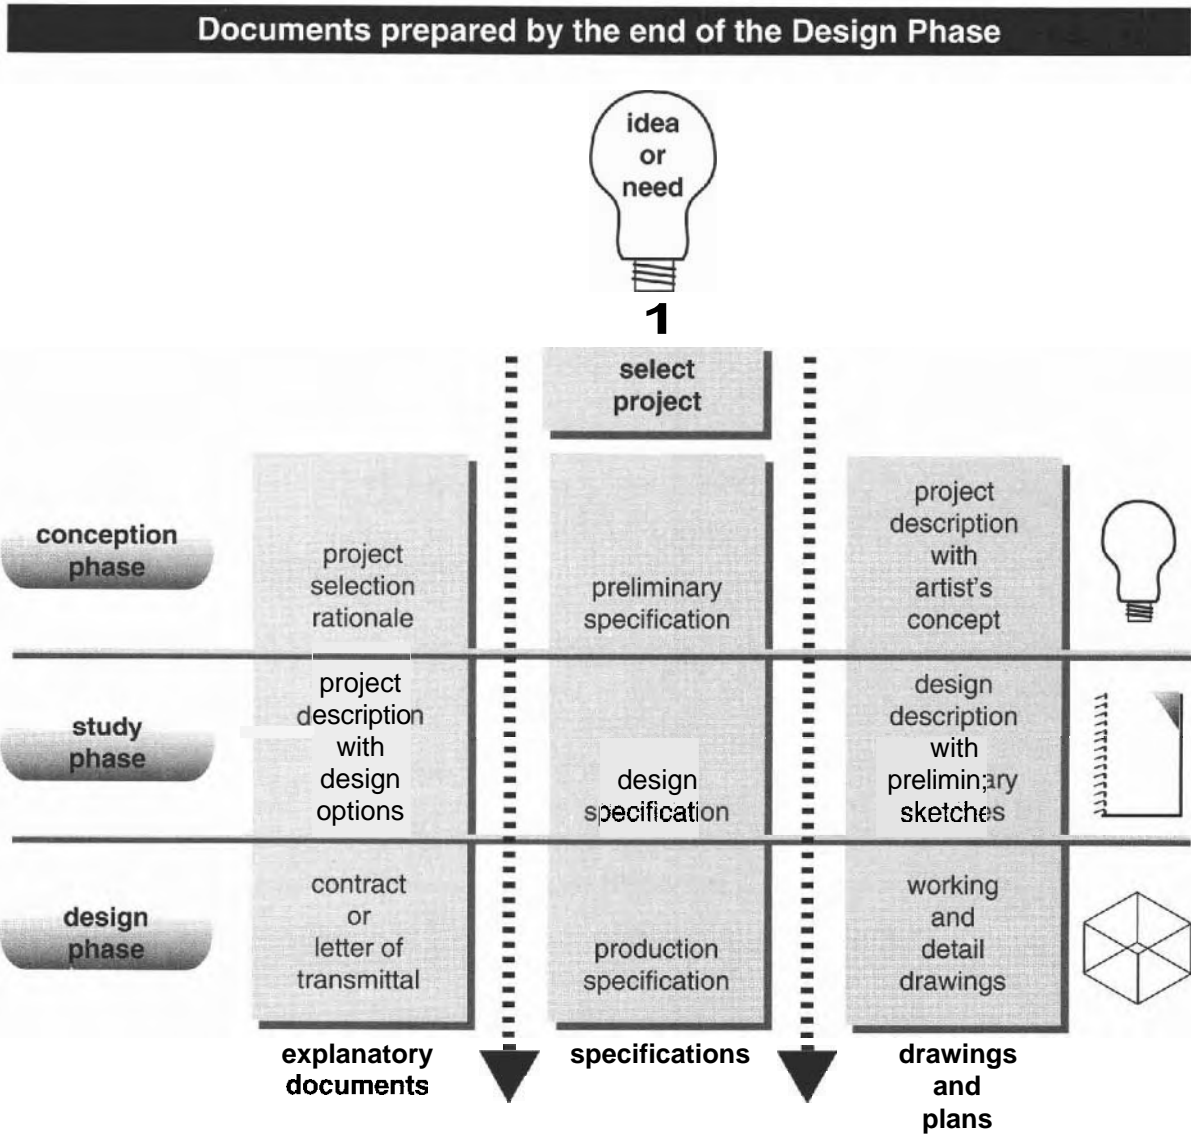 Documents prepared by the end of the Design Phase
idea
or
need
1
select
project
conception
phase
project
selection
rationale
preliminary
specification
project
description
with
artist's
concept
study
phase
project
description
with
design
options
design
specification
design
description
with
prelimin,ary
sketches
design
phase
contract
or
letter of
transmittal
production
specification
working
and
detail
drawings
explanatory
documents
specifications
drawings
and
plans